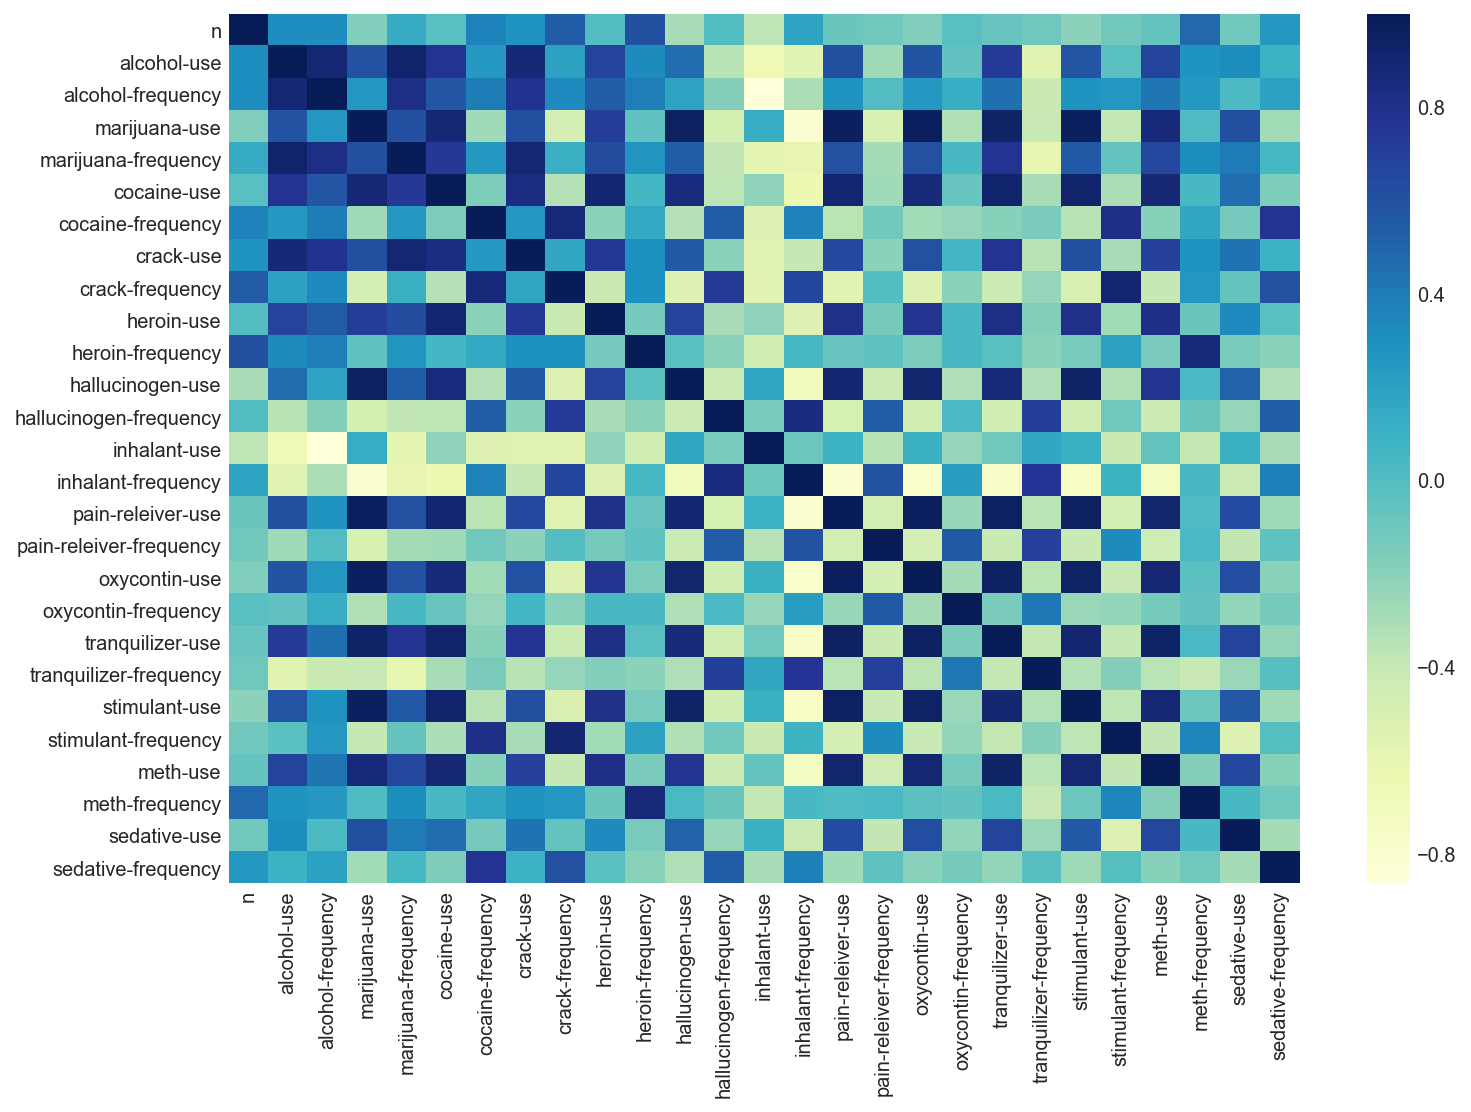 n
alcohol-use
alcohol-frequency
marijuana-use
marijuana-frequency
cocaine-use
cocaine-frequency
crack-use
crack-frequency
heroin-use
heroin-frequency
hallucinogen-use
hallucinogen-frequency
inhalant-use
inhalant-frequency
pain-releiver-use
pain-releiver-frequency
oxycontin-use
oxycontin-frequency
tranquilizer-use
tranquilizer-frequency
stimulant-use
stimulant-frequency
meth-use
meth-frequency
sedative-use
sedative-frequency
n
alcohol-use
alcohol-frequency
marijuana-use
marijuana-frequency
cocaine-use
cocaine-frequency
crack-use
crack-frequency
heroin-use
heroin-frequency
hallucinogen-use
hallucinogen-frequency
inhalant-use
inhalant-frequency
pain-releiver-use
pain-releiver-frequency
oxycontin-use
oxycontin-frequency
tranquilizer-use
tranquilizer-frequency
stimulant-use
stimulant-frequency
meth-use
meth-frequency
sedative-use
sedative-frequency
0.8
0.4
0.0
−0.4
−0.8